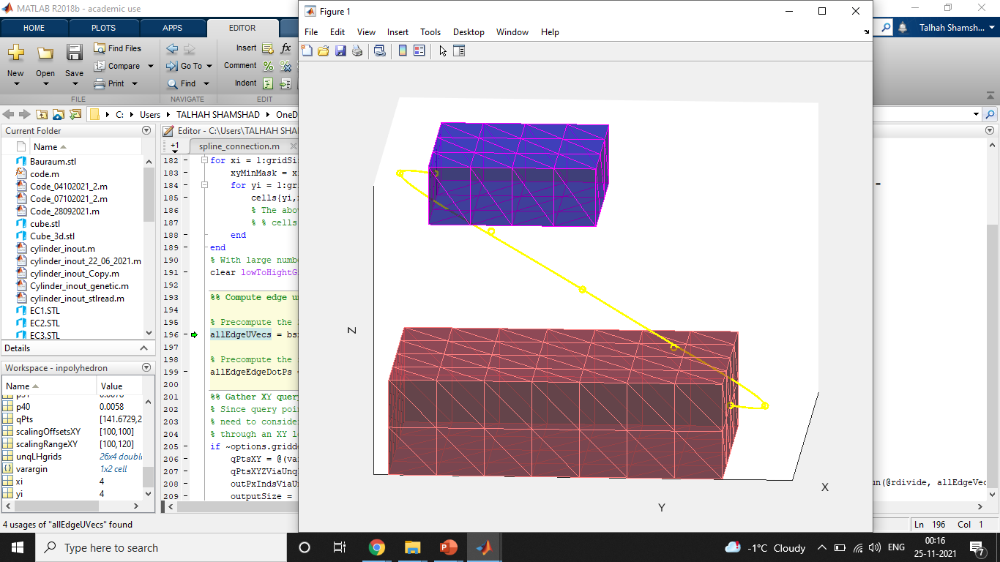 MATLAB R2018b - academic use
Figure 1
HOME PLOTS APPS EDITOR
File Edit View Insert Tools Desktop Window Help
Talhah Shamsh...
New Open Save
Find Files
Compare
Print
FILE
Go To
Find
NAVIGATE
Insert fx
Comment
Indent
EDIT
C: Users TALHAH SHAMSHAD OneD
Current Folder
Name
Bauraum.stl
code.m
Code_04102021_2.m
Code_07102021_2.m
Code_28092021.m
cube.stl
Cube_3d.stl
cylinder_inout.m
cylinder_inout_22_06_2021.m
cylinder_inout_Copy.m
Cylinder_inout_genetic.m
cylinder_inout_stlread.m
EC1.STL
EC2.STL
EC3.STL
Details
Workspace - inpolyhedron
Name Value
p40 0.0058
qPts [141.6729,2
scalingOffsetsXY [100,100]
scalingRangeXY [100,120]
unqLHgrids 26x4 double
varargin 1x2 cell
xi 4
yi 4
4 usages of "allEdgeUVecs" found
Editor - C:\Users\TALHAH SHA
+1 spline_connection.m
182 - for xi = 1:gridSi
183 - xyMinMask = x
184 - for yi = 1:gr
185 - cells{yi,
186 % The abov
187 % % cells
188 - end
189 - end
190 % With large numb
191 - clear lowToHightG
192
193 %% Compute edge u
194
195 % Precompute the
196 - allEdgeUVecs = bs
197
198 % Precompute the
199 - allEdgeEdgeDotPs =
200
201 %% Gather XY query
202 % Since query poi
203 % need to conside
204 % through an XY l
205 - if ~options.gridd
206 - qPtsXY = @(va
207 - qPtsXYZViaUnq
208 - outPxIndsViaU
209 - outputSize =
=
Z
Y
X
un(@rdivide, allEdgeVec
Ln 196 Col 1
Type here to search
-1°C Cloudy
ENG
00:16
25-11-2021
7